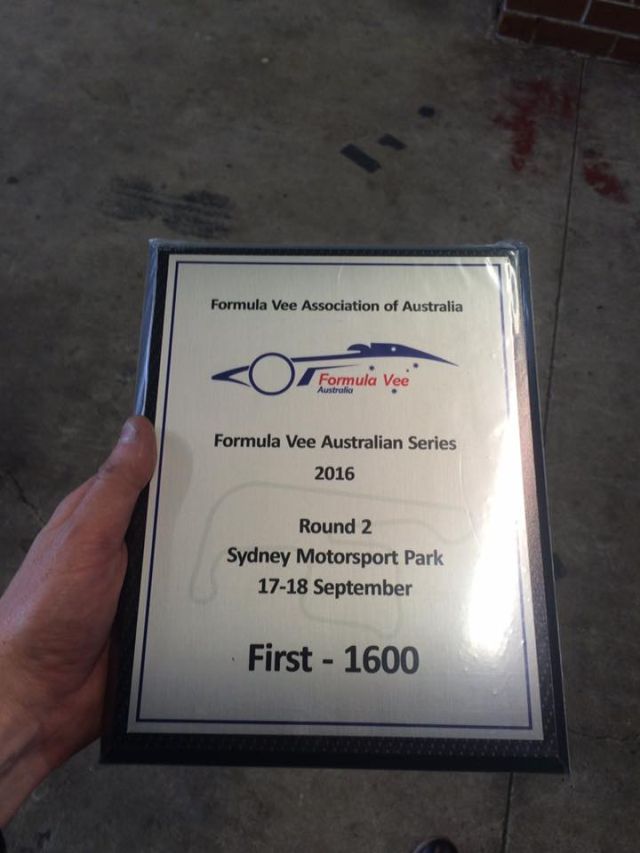 Formula Vee Association of Australia
Formula Vee
Australia
Formula Vee Australian Series
2016
Round 2
Sydney Motorsport Park
17-18 September
First - 1600